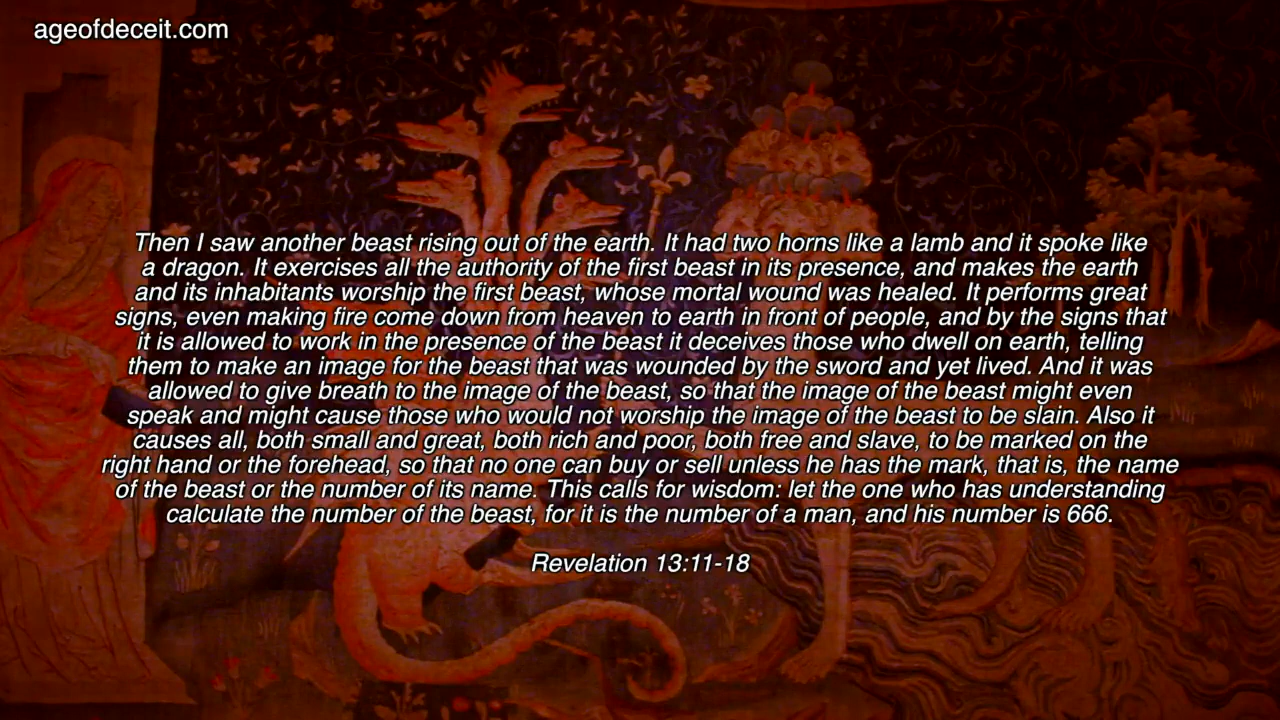 ageofdeceit.com
Then I saw another beast rising out of the earth. It had two horns like a lamb and it spoke like
a dragon. It exercises all the authority of the first beast in its presence, and makes the earth
and its inhabitants worship the first beast, whose mortal wound was healed. It performs great
signs, even making fire come down from heaven to earth in front of people, and by the signs that
it is allowed to work in the presence of the beast it deceives those who dwell on earth, telling
them to make an image for the beast that was wounded by the sword and yet lived. And it was
allowed to give breath to the image of the beast, so that the image of the beast might even
speak and might cause those who would not worship the image of the beast to be slain. Also it
causes all, both small and great, both rich and poor, both free and slave, to be marked on the
right hand or the forehead, so that no one can buy or sell unless he has the mark, that is, the name
of the beast or the number of its name. This calls for wisdom: let the one who has understanding
calculate the number of the beast, for it is the number of a man, and his number is 666.
Revelation 13:11-18